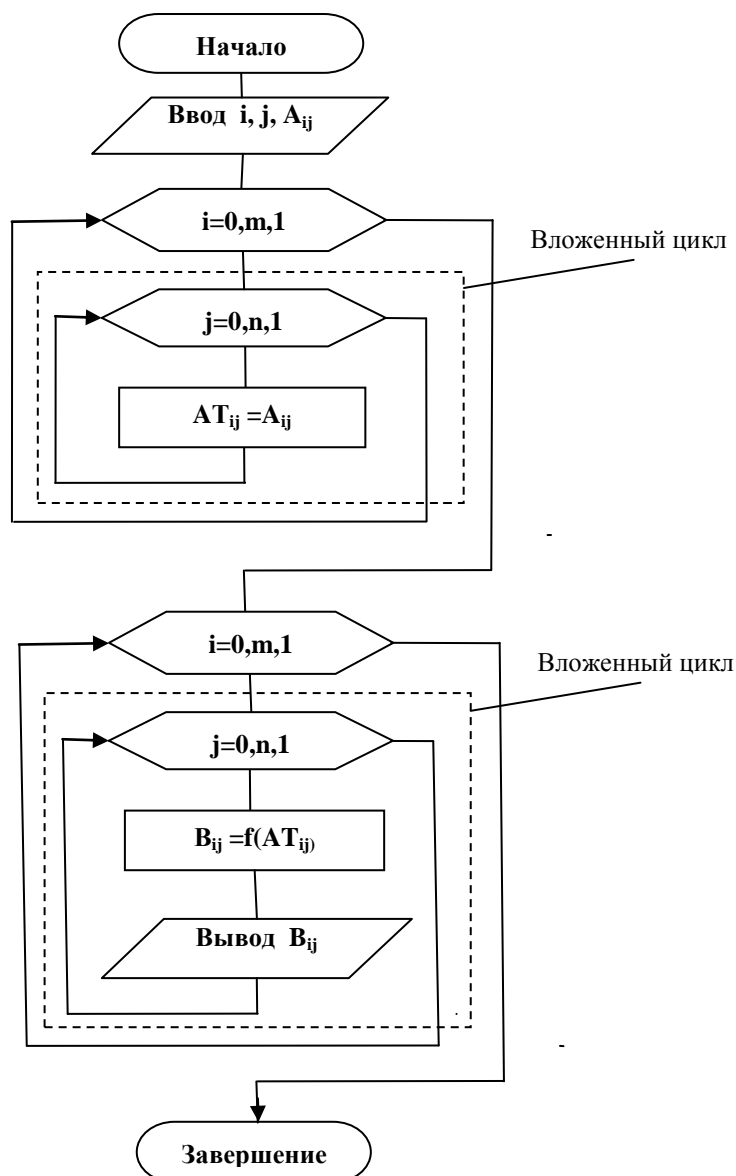 Начало
Ввод i, j, Aij
i=0,m,1
Вложенный цикл
j=0,n,1
ATij =Aij
-
i=0,m,1
Вложенный цикл
j=0,n,1
Bij =f(ATij)
Вывод Bij
-
Завершение